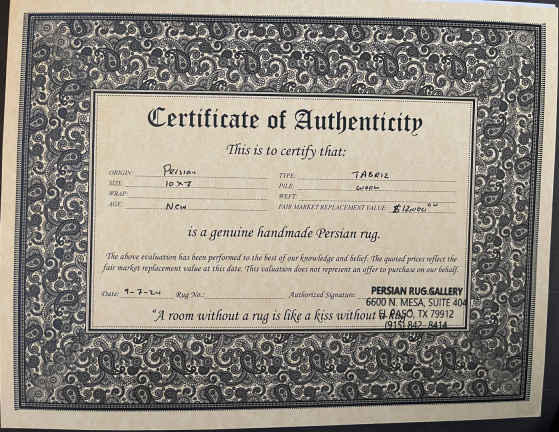 Certificate of Authenticity
This is to certify that:
ORIGIN: Persian TYPE: TABRIZ
SIZE: 10 x 7 PILE: WOOL
WRAP: WEFT:
AGE: New FAIR MARKET REPLACEMENT VALUE:
is a genuine handmade Persian rug.
The above evaluation has been performed to the best of our knowledge and belief. The quoted prices reflect the
fair market replacement value at this date. This valuation does not represent an offer to purchase on our behalf.
Date: 9-7-24 Rug No.: Authorized Signature: PERSIAN RUG GALLERY
6600 N. MESA, SUITE 404
"A room without a rug is like a kiss without EL PASO, TX 79912
(915) 842-8414